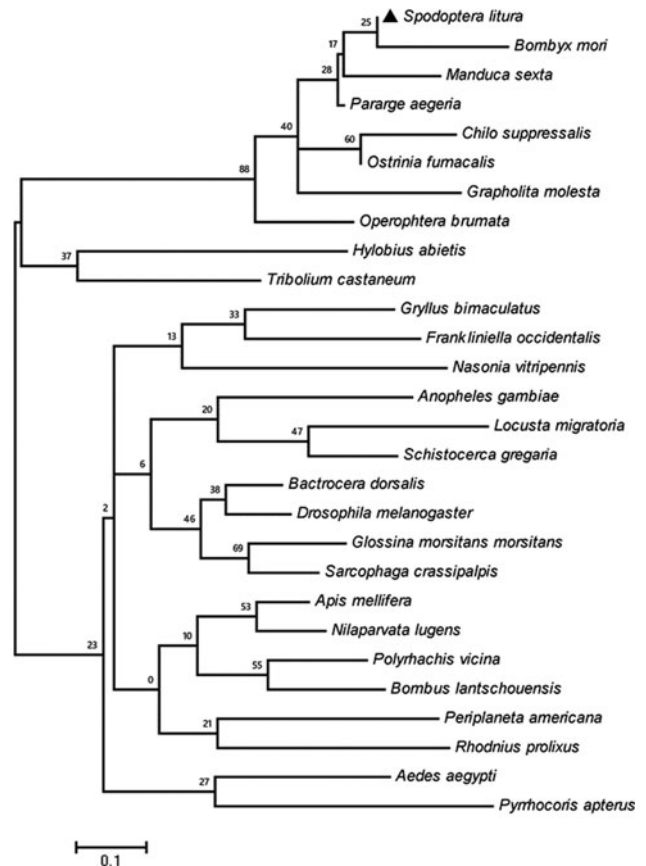 25 ▲ Spodoptera litura
17
Bombyx mori
28
Manduca sexta
Pararge aegeria
40
60
Chilo suppressalis
Ostrinia furnacalis
88
Grapholita molesta
Operophtera brumata
37
Hylobius abietis
Tribolium castaneum
33
Gryllus bimaculatus
13
Frankliniella occidentalis
Nasonia vitripennis
20
Anopheles gambiae
47
Locusta migratoria
6
Schistocerca gregaria
38
Bactrocera dorsalis
2
46
Drosophila melanogaster
69
Glossina morsitans morsitans
Sarcophaga crassipalpis
53
Apis mellifera
10
Nilaparvata lugens
23
55
Polyrhachis vicina
0
Bombus lantschouensis
21
Periplaneta americana
Rhodnius prolixus
27
Aedes aegypti
Pyrrhocoris apterus
0.1